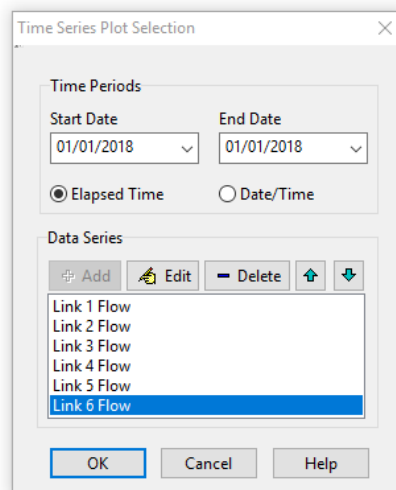 Time Series Plot Selection
Time Periods
Start Date End Date
01/01/2018 01/01/2018
Elapsed Time Date/Time
Data Series
Add Edit Delete
Link 1 Flow
Link 2 Flow
Link 3 Flow
Link 4 Flow
Link 5 Flow
Link 6 Flow
OK Cancel Help